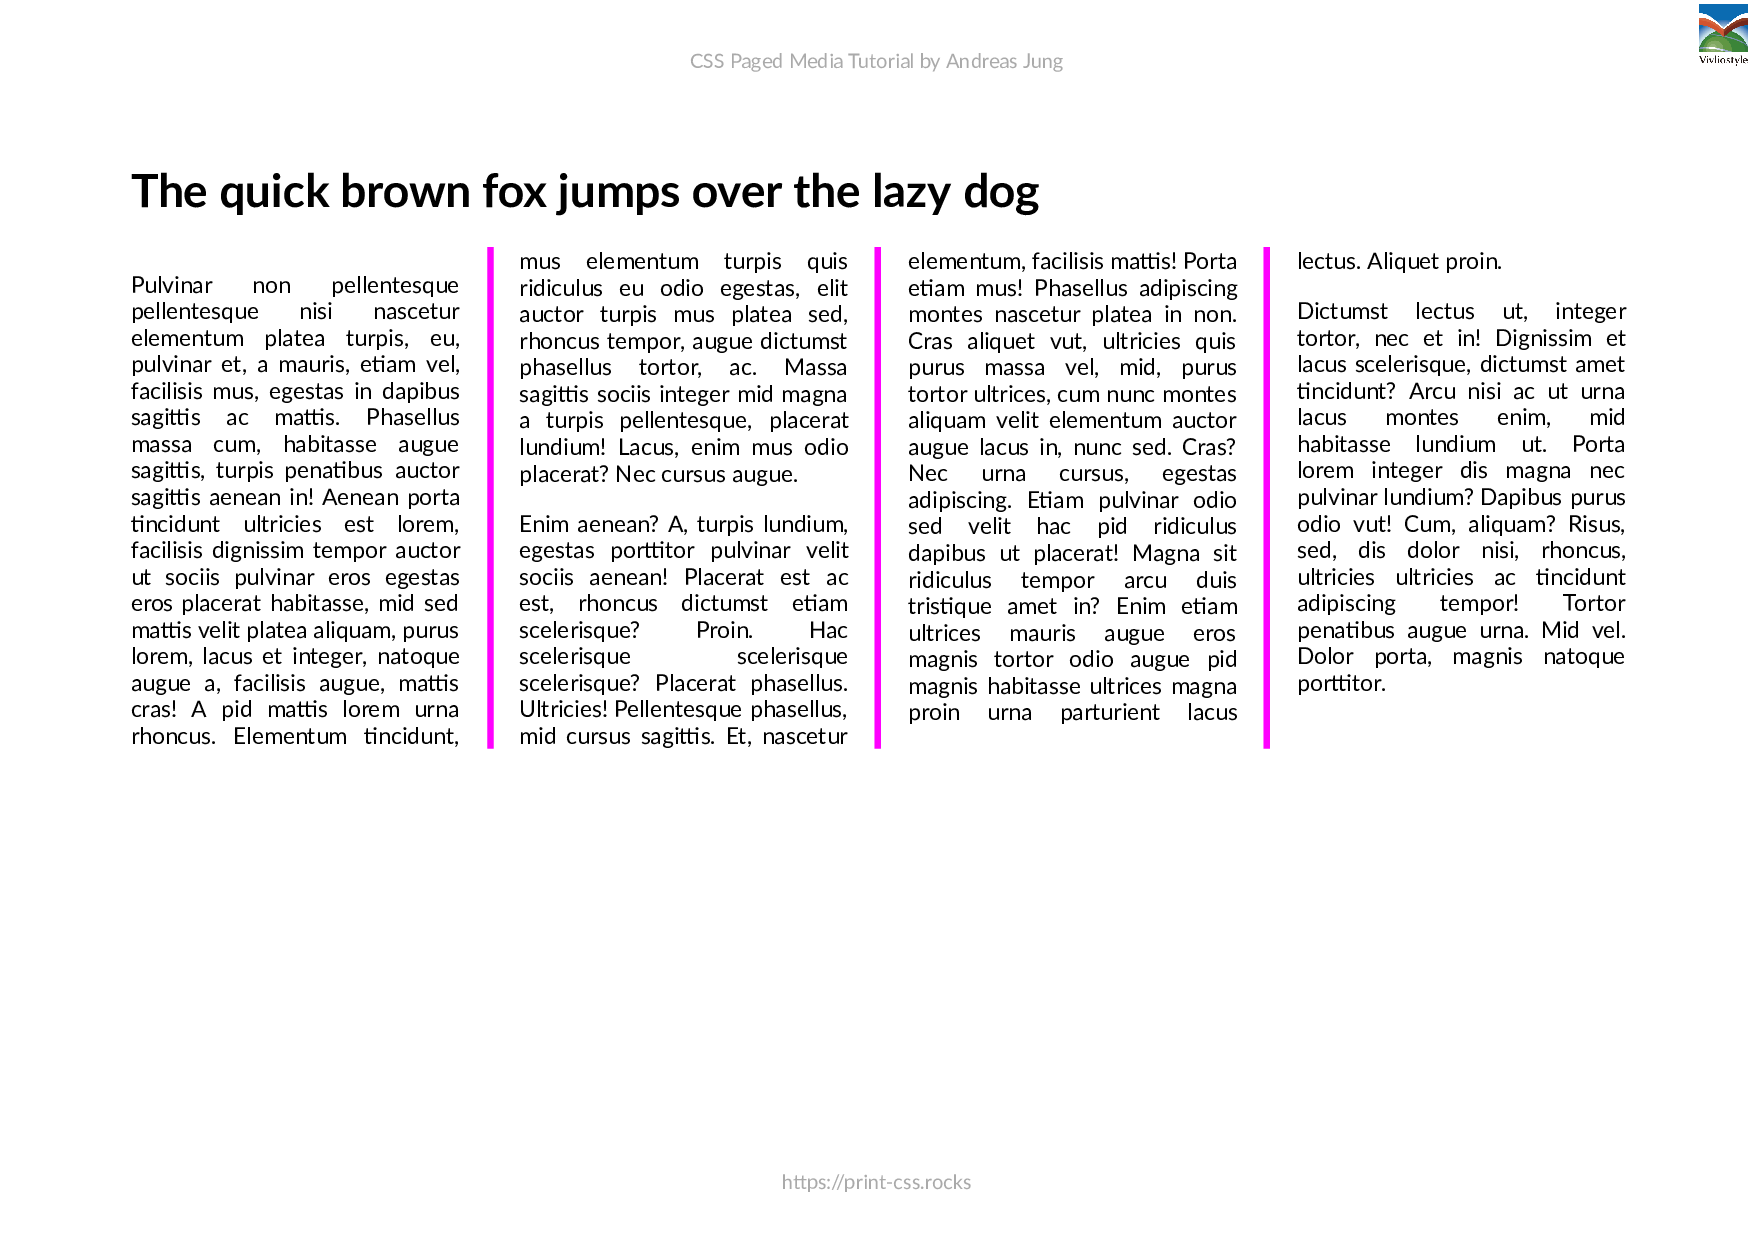 CSS Paged Media Tutorial by Andreas Jung
Vivliostyle
The quick brown fox jumps over the lazy dog
Pulvinar non pellentesque
pellentesque nisi nascetur
elementum platea turpis, eu,
pulvinar et, a mauris, etiam vel,
facilisis mus, egestas in dapibus
sagittis ac mattis. Phasellus
massa cum, habitasse augue
sagittis, turpis penatibus auctor
sagittis aenean in! Aenean porta
tincidunt ultricies est lorem,
facilisis dignissim tempor auctor
ut sociis pulvinar eros egestas
eros placerat habitasse, mid sed
mattis velit platea aliquam, purus
lorem, lacus et integer, natoque
augue a, facilisis augue, mattis
cras! A pid mattis lorem urna
rhoncus. Elementum tincidunt,
mus elementum turpis quis
ridiculus eu odio egestas, elit
auctor turpis mus platea sed,
rhoncus tempor, augue dictumst
phasellus tortor, ac. Massa
sagittis sociis integer mid magna
a turpis pellentesque, placerat
lundium! Lacus, enim mus odio
placerat? Nec cursus augue.
Enim aenean? A, turpis lundium,
egestas porttitor pulvinar velit
sociis aenean! Placerat est ac
est, rhoncus dictumst etiam
scelerisque? Proin. Hac
scelerisque scelerisque
scelerisque? Placerat phasellus.
Ultricies! Pellentesque phasellus,
mid cursus sagittis. Et, nascetur
elementum, facilisis mattis! Porta
etiam mus! Phasellus adipiscing
montes nascetur platea in non.
Cras aliquet vut, ultricies quis
purus massa vel, mid, purus
tortor ultrices, cum nunc montes
aliquam velit elementum auctor
augue lacus in, nunc sed. Cras?
Nec urna cursus, egestas
adipiscing. Etiam pulvinar odio
sed velit hac pid ridiculus
dapibus ut placerat! Magna sit
ridiculus tempor arcu duis
tristique amet in? Enim etiam
ultrices mauris augue eros
magnis tortor odio augue pid
magnis habitasse ultrices magna
proin urna parturient lacus
lectus. Aliquet proin.
Dictumst lectus ut, integer
tortor, nec et in! Dignissim et
lacus scelerisque, dictumst amet
tincidunt? Arcu nisi ac ut urna
lacus montes enim, mid
habitasse lundium ut. Porta
lorem integer dis magna nec
pulvinar lundium? Dapibus purus
odio vut! Cum, aliquam? Risus,
sed, dis dolor nisi, rhoncus,
ultricies ultricies ac tincidunt
adipiscing tempor! Tortor
penatibus augue urna. Mid vel.
Dolor porta, magnis natoque
porttitor.
https://print-css.rocks